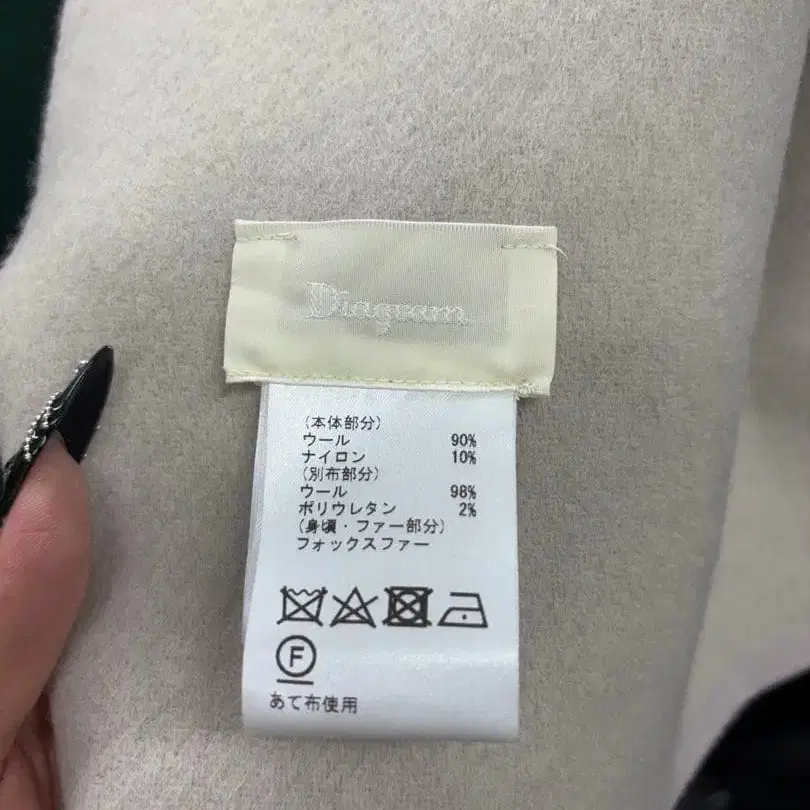 Diagram
(本体部分)
ウール 90%
ナイロン 10%
(別布部分)
ウール 98%
ポリウレタン 2%
(身頃・ファー部分)
フォックスファー
F
あて布使用